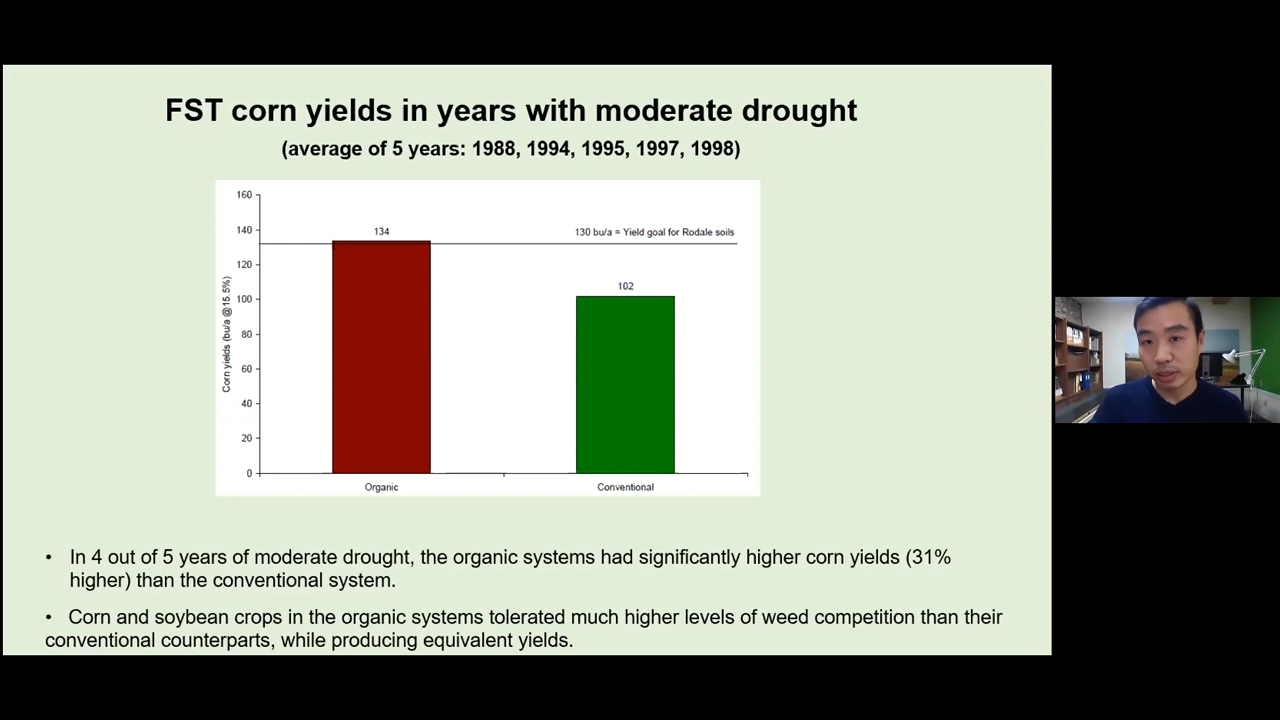 FST corn yields in years with moderate drought
(average of 5 years: 1988, 1994, 1995, 1997, 1998)
160
140
120
100
80
60
40
20
0
Corn yields (bu/a @15.5%)
134
130 bu/a = Yield goal for Rodale soils
102
Organic
Conventional
• In 4 out of 5 years of moderate drought, the organic systems had significantly higher corn yields (31%
higher) than the conventional system.
• Corn and soybean crops in the organic systems tolerated much higher levels of weed competition than their
conventional counterparts, while producing equivalent yields.